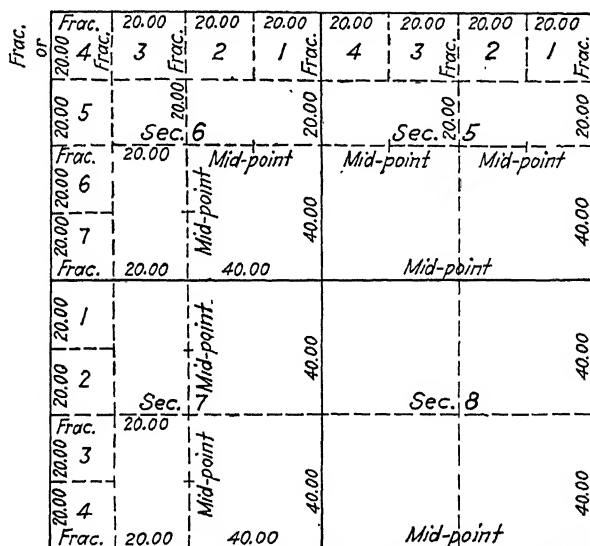 Frac. 20.00 20.00 20.00 20.00 20.00 20.00 20.00
Frac. or 20.00 4 Frac. 3 Frac. 2 1 Frac. 4 3 Frac. 2 1 Frac.
20.00 5 20.00 20.00 20.00 20.00
Sec. 6 Sec. 5
Frac. 20.00 Mid-point Mid-point Mid-point
20.00 6
Mid-point 40.00 40.00
20.00 7
Frac. 20.00 40.00 Mid-point
20.00 1
Mid-point 40.00 40.00
20.00 2
Sec. 7 Sec. 8
Frac. 20.00
20.00 3
Mid-point 40.00 40.00
20.00 4
Frac. 20.00 40.00 Mid-point